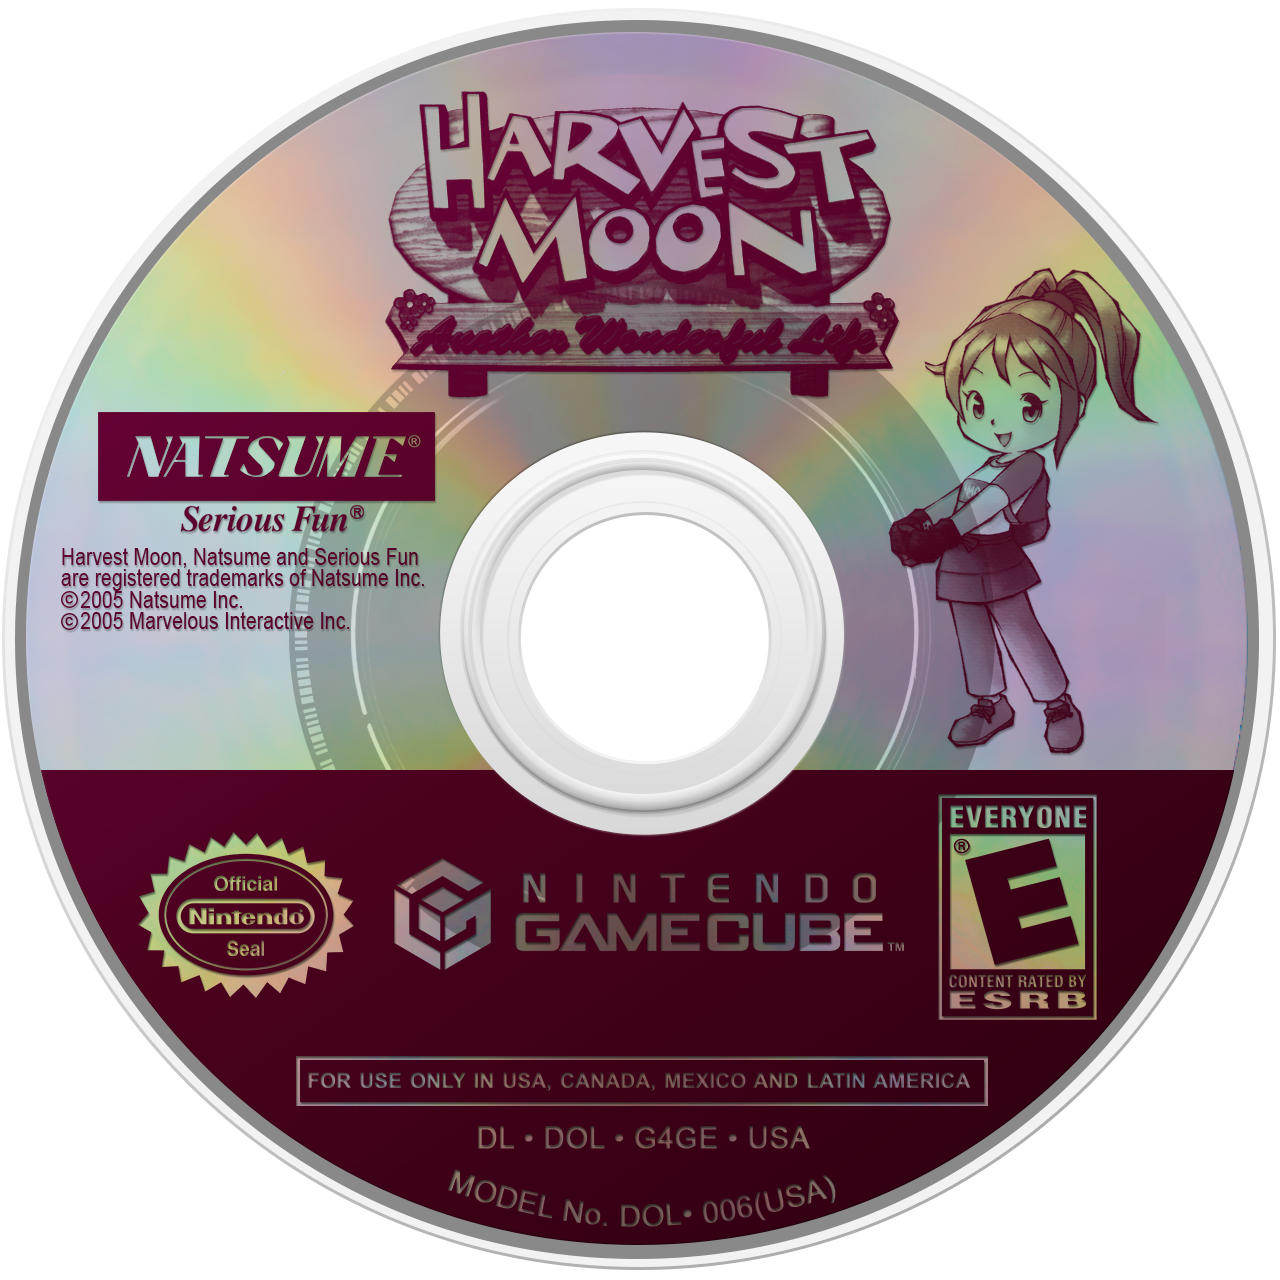 HARVEST
MOON
Another Wonderful Life
NATSUME®
Serious Fun®
Harvest Moon, Natsume and Serious Fun
are registered trademarks of Natsume Inc.
©2005 Natsume Inc.
©2005 Marvelous Interactive Inc.
Official
Nintendo®
Seal
NINTENDO
GAMECUBE™
EVERYONE
®
E
CONTENT RATED BY
ESRB
FOR USE ONLY IN USA, CANADA, MEXICO AND LATIN AMERICA
DL • DOL • G4GE • USA
MODEL No. DOL• 006(USA)